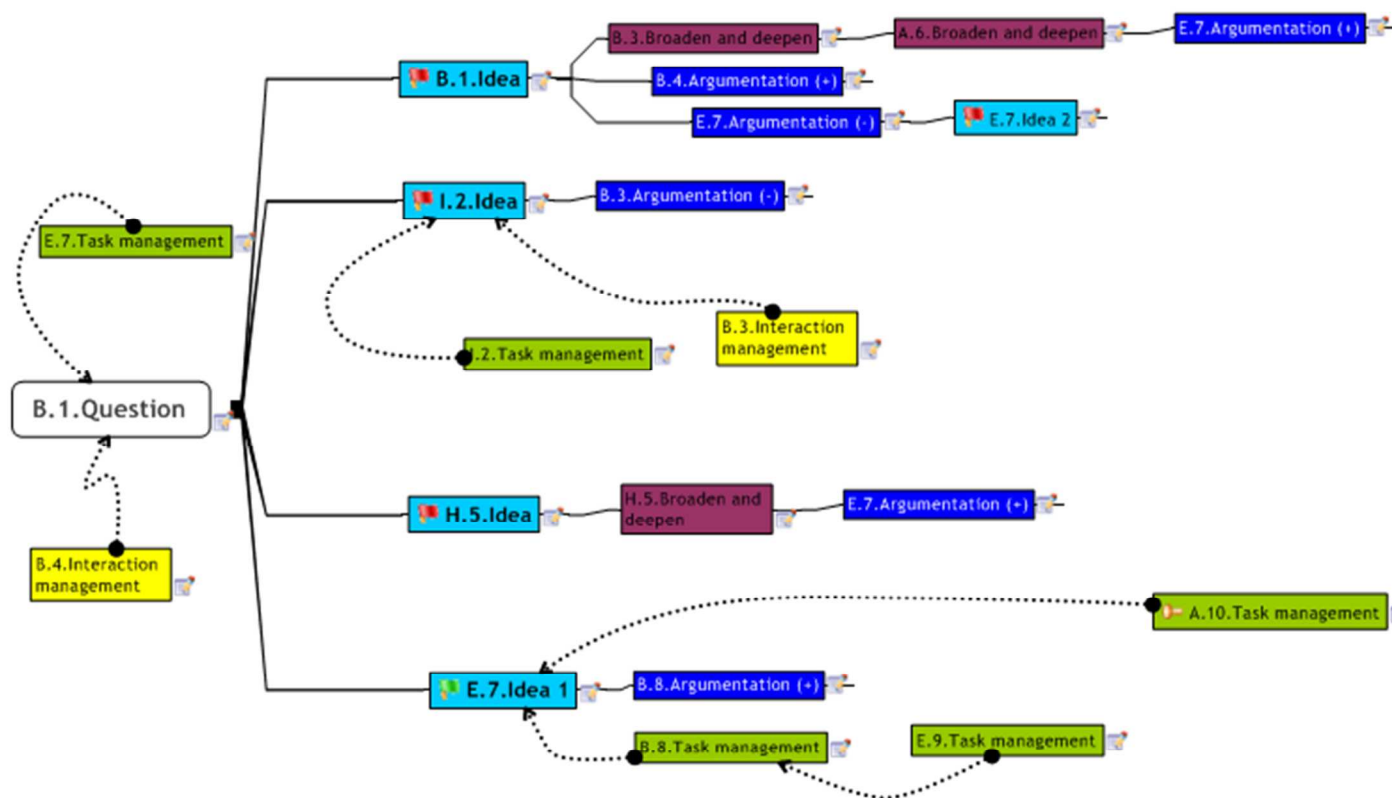 B.3.Broaden and deepen
A.6.Broaden and deepen
E.7.Argumentation (+)
B.1.Idea
B.4.Argumentation (+)
E.7.Argumentation (-)
E.7.Idea 2
I.2.Idea
B.3.Argumentation (-)
E.7.Task management
B.3.Interaction
management
I.2.Task management
B.1.Question
H.5.Idea
H.5.Broaden and
deepen
E.7.Argumentation (+)
B.4.Interaction
management
A.10.Task management
E.7.Idea 1
B.8.Argumentation (+)
B.8.Task management
E.9.Task management